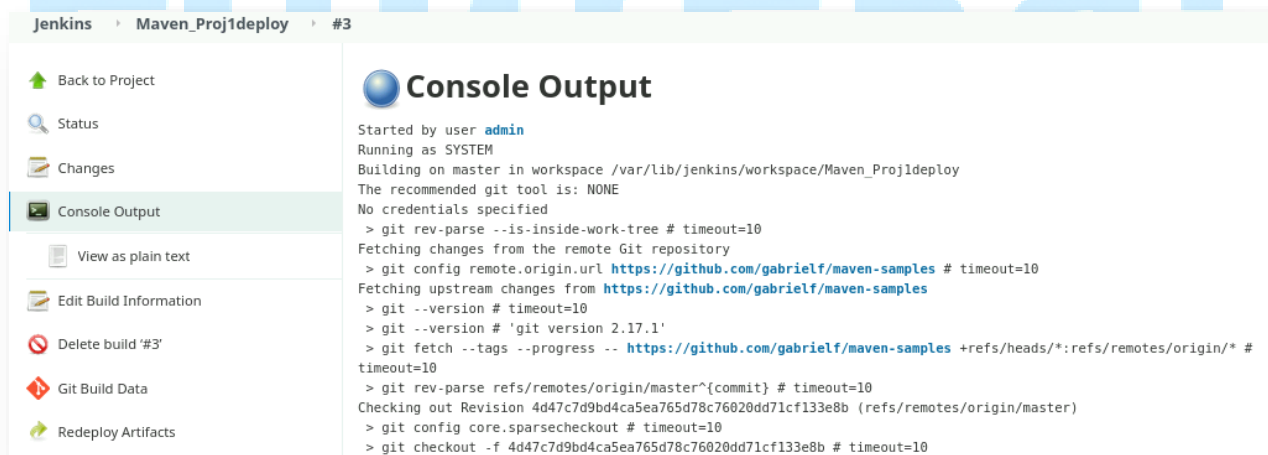 Jenkins Maven_Proj1deploy #3
Back to Project
Status
Changes
Console Output
View as plain text
Edit Build Information
Delete build ‘#3’
Git Build Data
Redeploy Artifacts
Console Output
Started by user admin
Running as SYSTEM
Building on master in workspace /var/lib/jenkins/workspace/Maven_Proj1deploy
The recommended git tool is: NONE
No credentials specified
> git rev-parse --is-inside-work-tree # timeout=10
Fetching changes from the remote Git repository
> git config remote.origin.url https://github.com/gabrielf/maven-samples # timeout=10
Fetching upstream changes from https://github.com/gabrielf/maven-samples
> git --version # timeout=10
> git --version # 'git version 2.17.1'
> git fetch --tags --progress -- https://github.com/gabrielf/maven-samples +refs/heads/*:refs/remotes/origin/* #
timeout=10
> git rev-parse refs/remotes/origin/master^{commit} # timeout=10
Checking out Revision 4d47c7d9bd4ca5ea765d78c76020dd71cf133e8b (refs/remotes/origin/master)
> git config core.sparsecheckout # timeout=10
> git checkout -f 4d47c7d9bd4ca5ea765d78c76020dd71cf133e8b # timeout=10